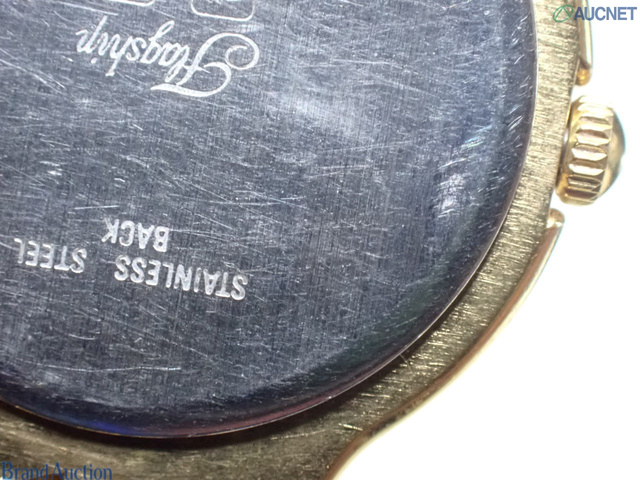 AUCNET
Flagship
STAINLESS STEEL
BACK
Brand Auction